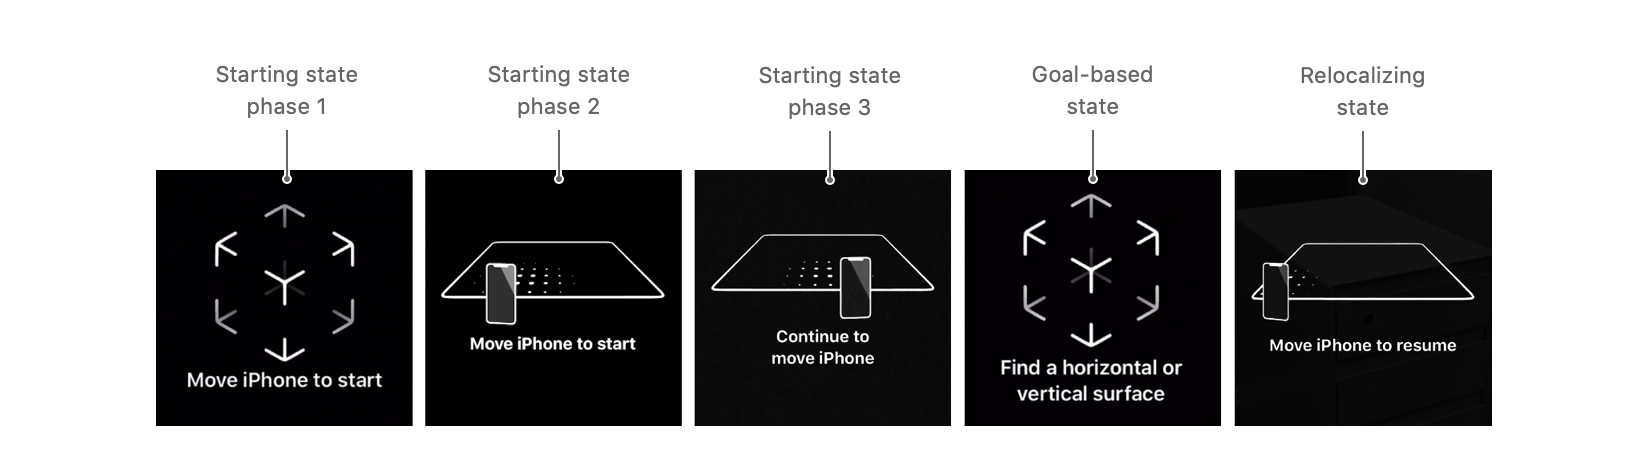 Starting state
phase 1
Starting state
phase 2
Starting state
phase 3
Goal-based
state
Relocalizing
state
Move iPhone to start
Move iPhone to start
Continue to
move iPhone
Find a horizontal or
vertical surface
Move iPhone to resume